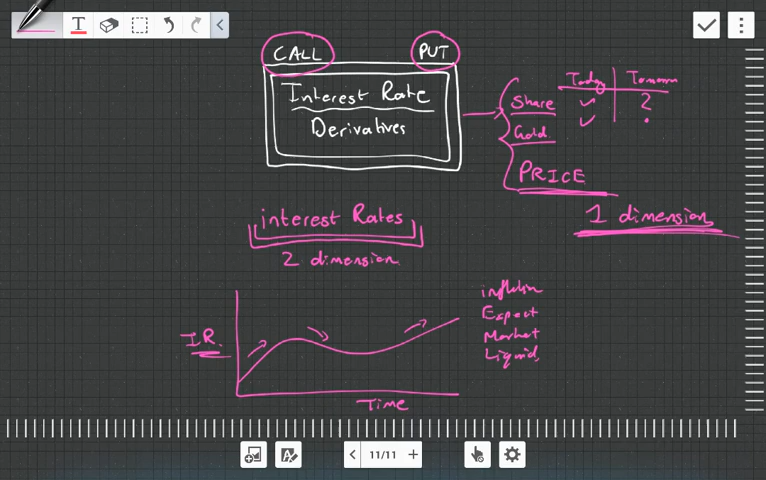 T
CALL PUT
Interest Rate
Derivatives
Today Tomorrow
Share ?
Gold
PRICE
1 dimension
interest Rates
2 dimension
inflation
Expect
Market
Liquid
I R.
Time
A
11/11 +